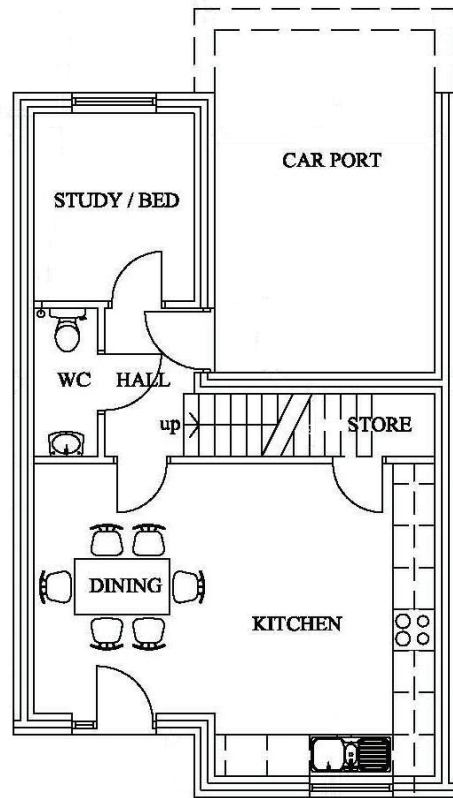 CAR PORT
STUDY / BED
WC
HALL
up
STORE
DINING
KITCHEN